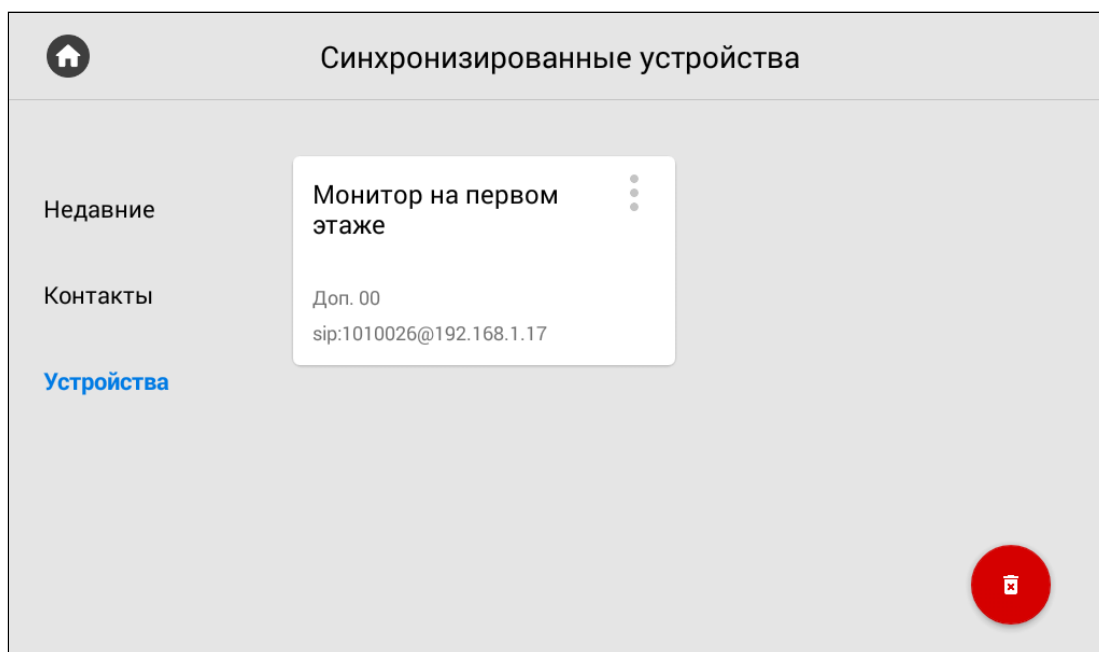 Синхронизированные устройства
Недавние
Контакты
Устройства
Монитор на первом
этаже
Доп. 00
sip:1010026@192.168.1.17